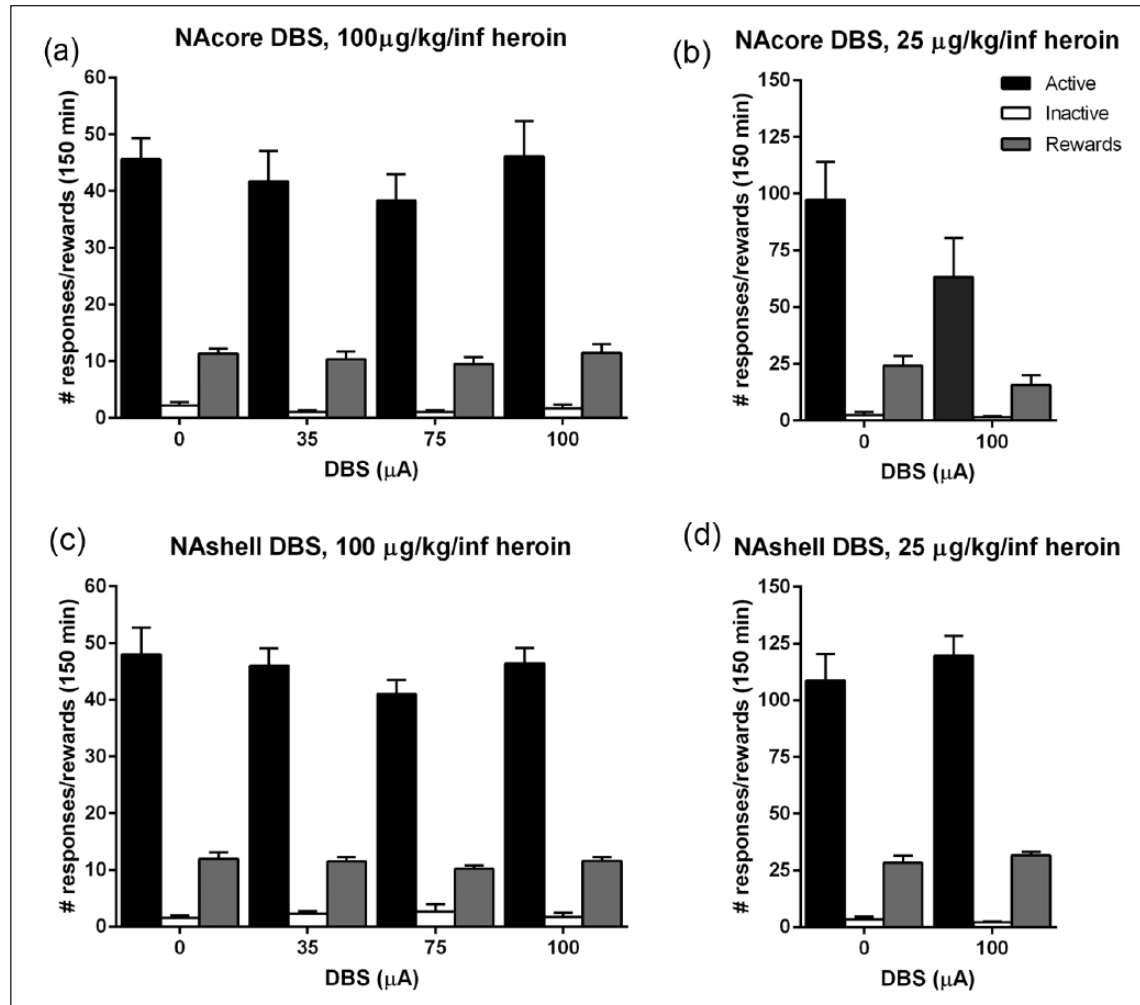 (a)
NAcore DBS, 100μg/kg/inf heroin
# responses/rewards (150 min)
60
50
40
30
20
10
0
0 35 75 100
DBS (μA)
(b)
NAcore DBS, 25 μg/kg/inf heroin
# responses/rewards (150 min)
150
125
100
75
50
25
0
Active
Inactive
Rewards
0 100
DBS (μA)
(c)
NAshell DBS, 100 μg/kg/inf heroin
# responses/rewards (150 min)
60
50
40
30
20
10
0
0 35 75 100
DBS (μA)
(d)
NAshell DBS, 25 μg/kg/inf heroin
# responses/rewards (150 min)
150
125
100
75
50
25
0
0 100
DBS (μA)